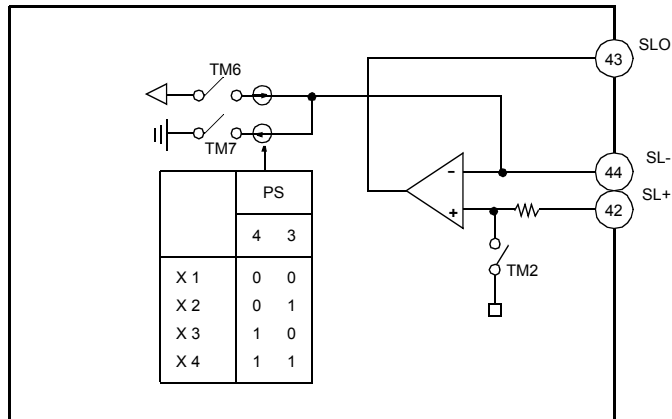 SLO
43
TM6
TM7
SL-
44
SL+
42
PS
4 3
X 1 0 0
X 2 0 1
X 3 1 0
X 4 1 1
-
+
TM2